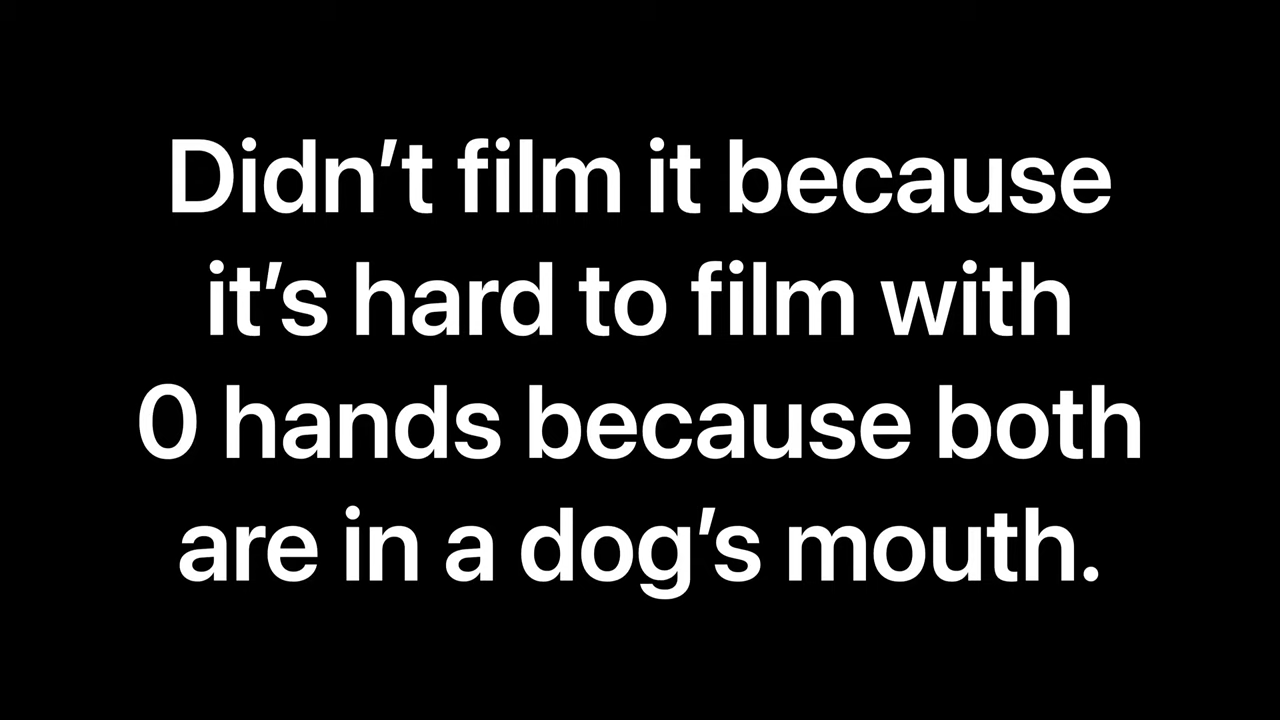 Didn’t film it because
it’s hard to film with
0 hands because both
are in a dog’s mouth.